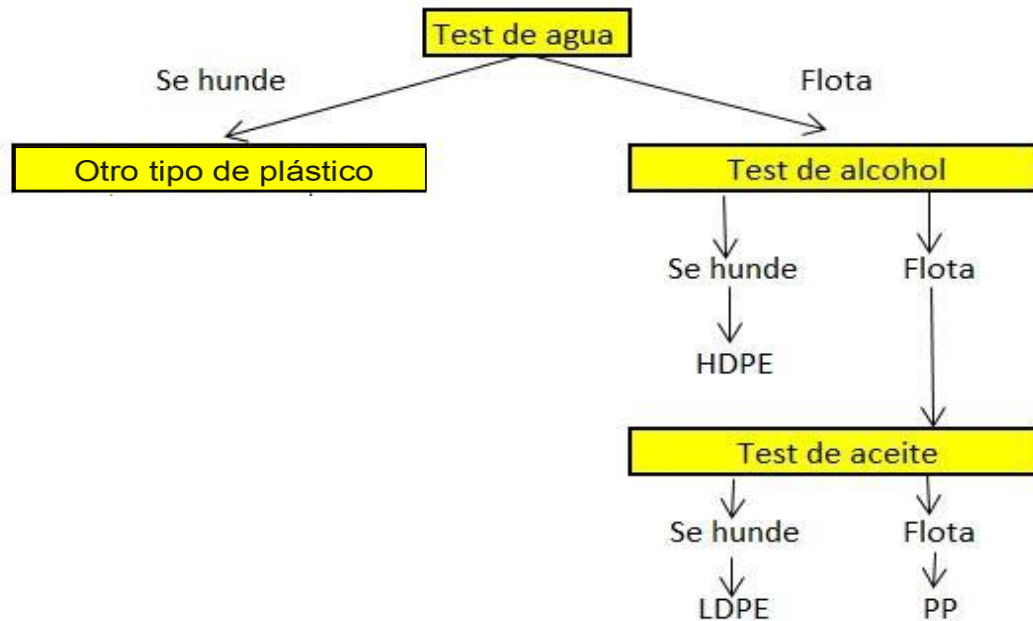 Test de agua
Se hunde
Flota
Otro tipo de plástico
Test de alcohol
Se hunde
Flota
HDPE
Test de aceite
Se hunde
Flota
LDPE
PP